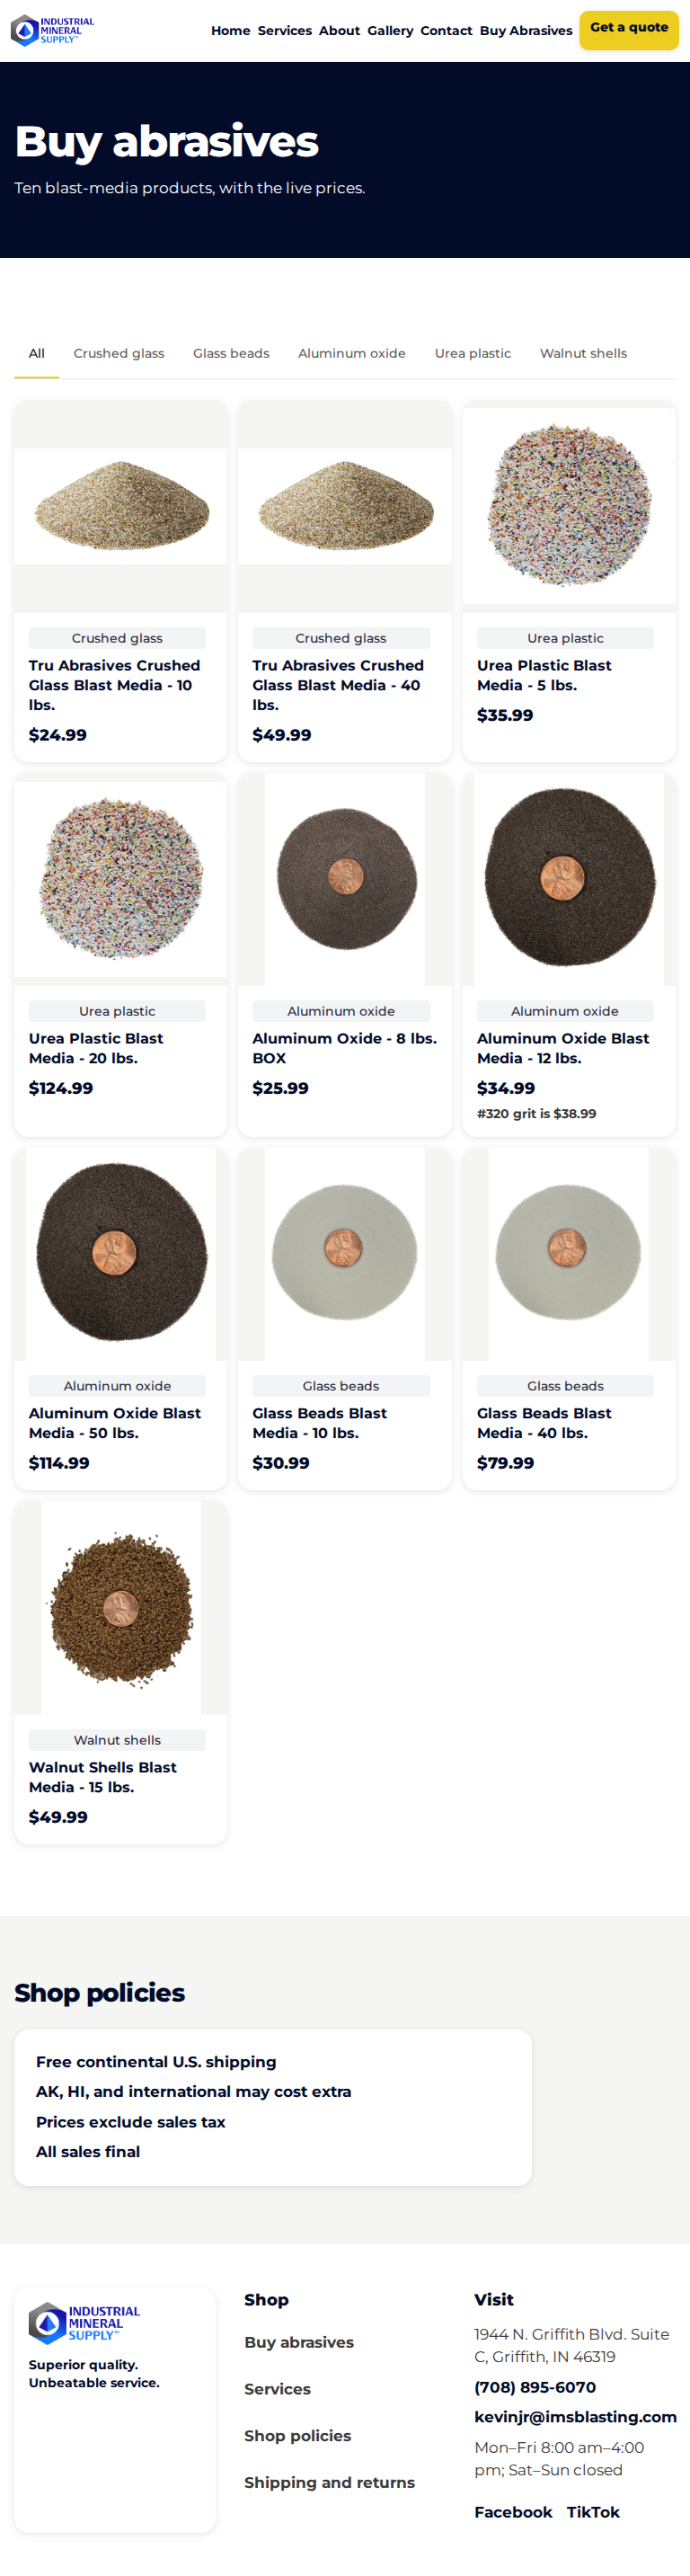 INDUSTRIAL
MINERAL
SUPPLY™
Home Services About Gallery Contact Buy Abrasives Get a quote
Buy abrasives
Ten blast-media products, with the live prices.
All Crushed glass Glass beads Aluminum oxide Urea plastic Walnut shells
Crushed glass
Tru Abrasives Crushed
Glass Blast Media - 10
lbs.
$24.99
Crushed glass
Tru Abrasives Crushed
Glass Blast Media - 40
lbs.
$49.99
Urea plastic
Urea Plastic Blast
Media - 5 lbs.
$35.99
Urea plastic
Urea Plastic Blast
Media - 20 lbs.
$124.99
Aluminum oxide
Aluminum Oxide - 8 lbs.
BOX
$25.99
Aluminum oxide
Aluminum Oxide Blast
Media - 12 lbs.
$34.99
#320 grit is $38.99
Aluminum oxide
Aluminum Oxide Blast
Media - 50 lbs.
$114.99
Glass beads
Glass Beads Blast
Media - 10 lbs.
$30.99
Glass beads
Glass Beads Blast
Media - 40 lbs.
$79.99
Walnut shells
Walnut Shells Blast
Media - 15 lbs.
$49.99
Shop policies
Free continental U.S. shipping
AK, HI, and international may cost extra
Prices exclude sales tax
All sales final
INDUSTRIAL
MINERAL
SUPPLY™
Superior quality.
Unbeatable service.
Shop
Buy abrasives
Services
Shop policies
Shipping and returns
Visit
1944 N. Griffith Blvd. Suite
C, Griffith, IN 46319
(708) 895-6070
kevinjr@imsblasting.com
Mon–Fri 8:00 am–4:00
pm; Sat–Sun closed
Facebook TikTok